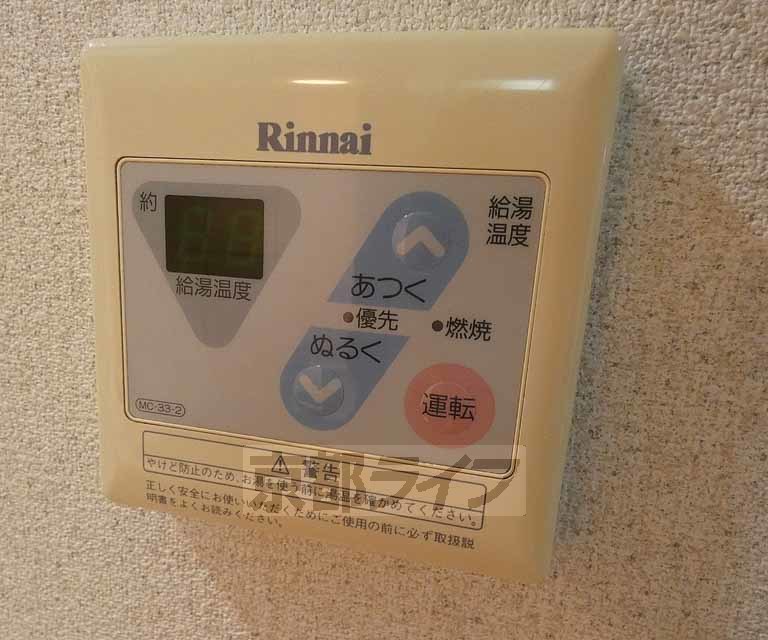 Rinnai
約
給湯温度
給湯
温度
あつく
優先
燃焼
ぬるく
運転
MC-33-2
警告
やけど防止のため、お湯を使う前に湯温を確かめてください。
正しく安全にお使いいただくためにご使用の前に必ず取扱説
明書をよくお読みください。
京都ライフ